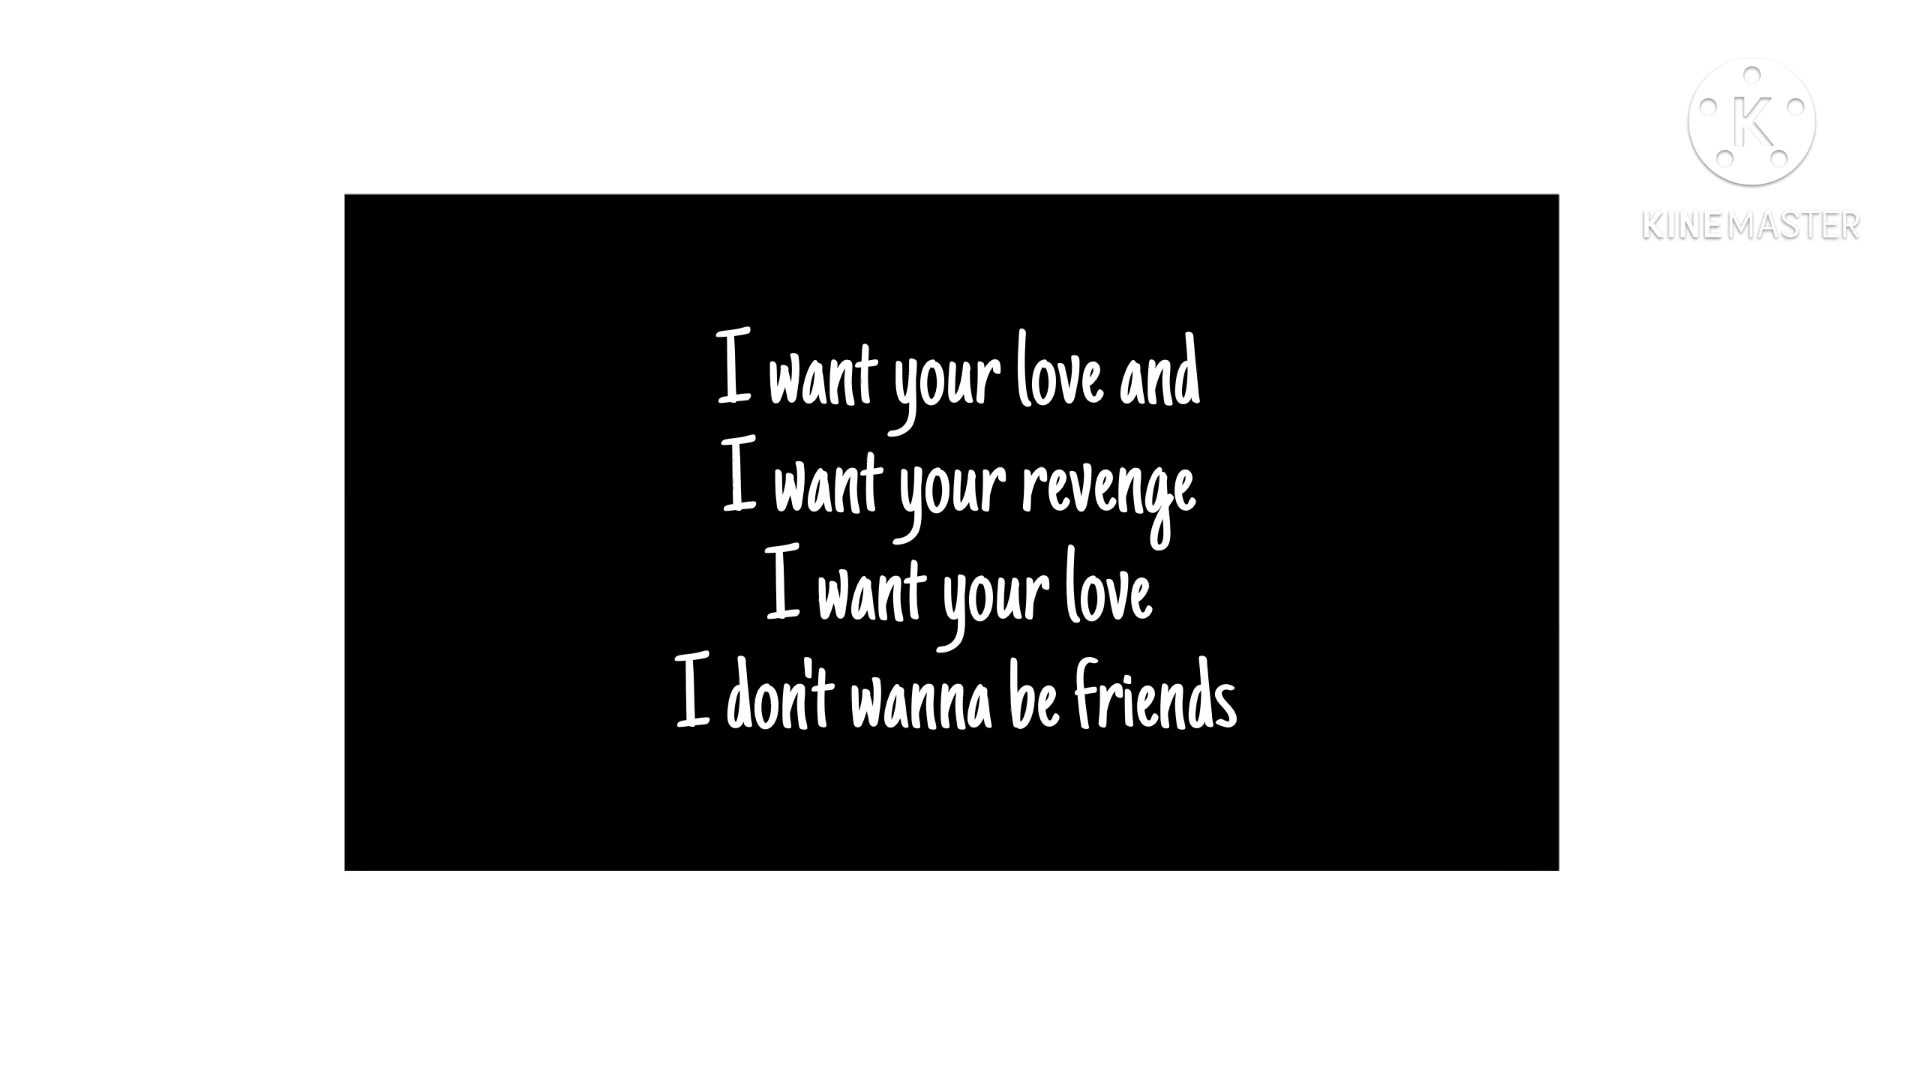 K
KINEMASTER
I want your love and
I want your revenge
I want your love
I don't wanna be friends